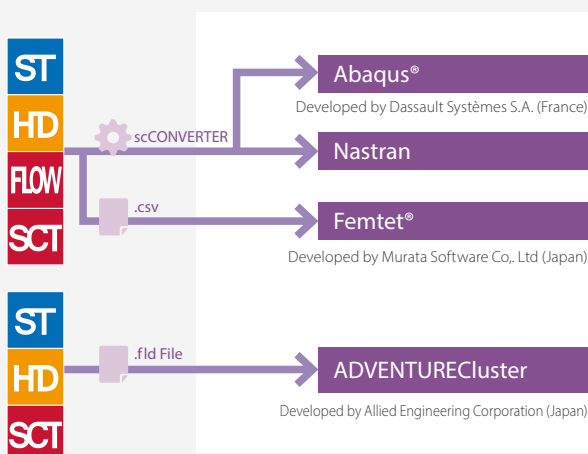 ST
HD
FLOW
SCT
scCONVERTER
.csv
Abaqus®
Developed by Dassault Systèmes S.A. (France)
Nastran
Femtet®
Developed by Murata Software Co,. Ltd (Japan)
ST
HD
SCT
.fld File
ADVENTURECluster
Developed by Allied Engineering Corporation (Japan)